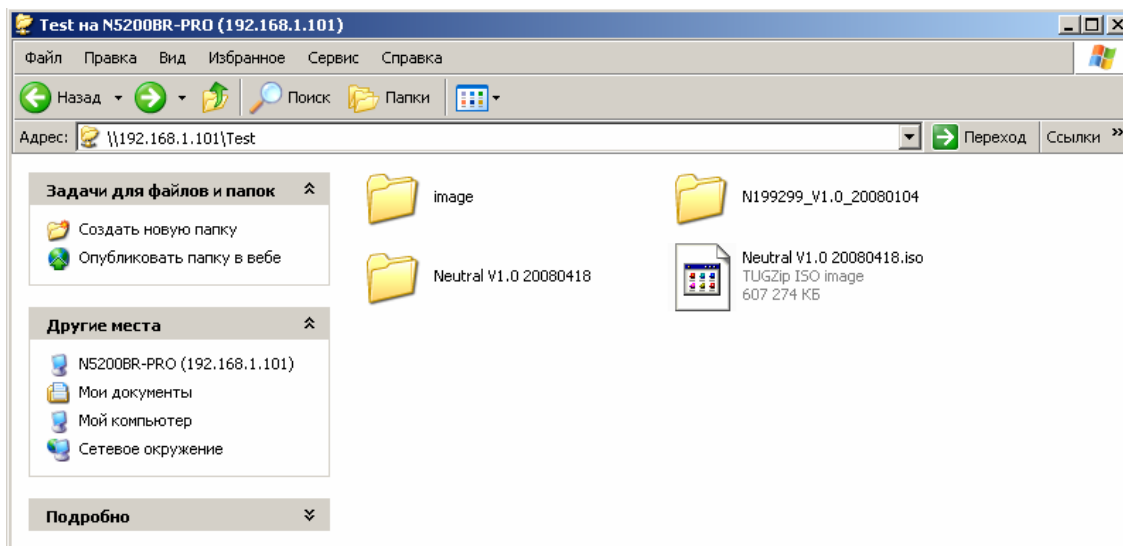 Test на N5200BR-PRO (192.168.1.101)
Файл Правка Вид Избранное Сервис Справка
Назад Поиск Папки
Адрес: \\192.168.1.101\Test Переход Ссылки »
Задачи для файлов и папок
Создать новую папку
Опубликовать папку в вебе
Другие места
N5200BR-PRO (192.168.1.101)
Мои документы
Мой компьютер
Сетевое окружение
Подробно
image
N199299_V1.0_20080104
Neutral V1.0 20080418
Neutral V1.0 20080418.iso
TUGZip ISO image
607 274 КБ